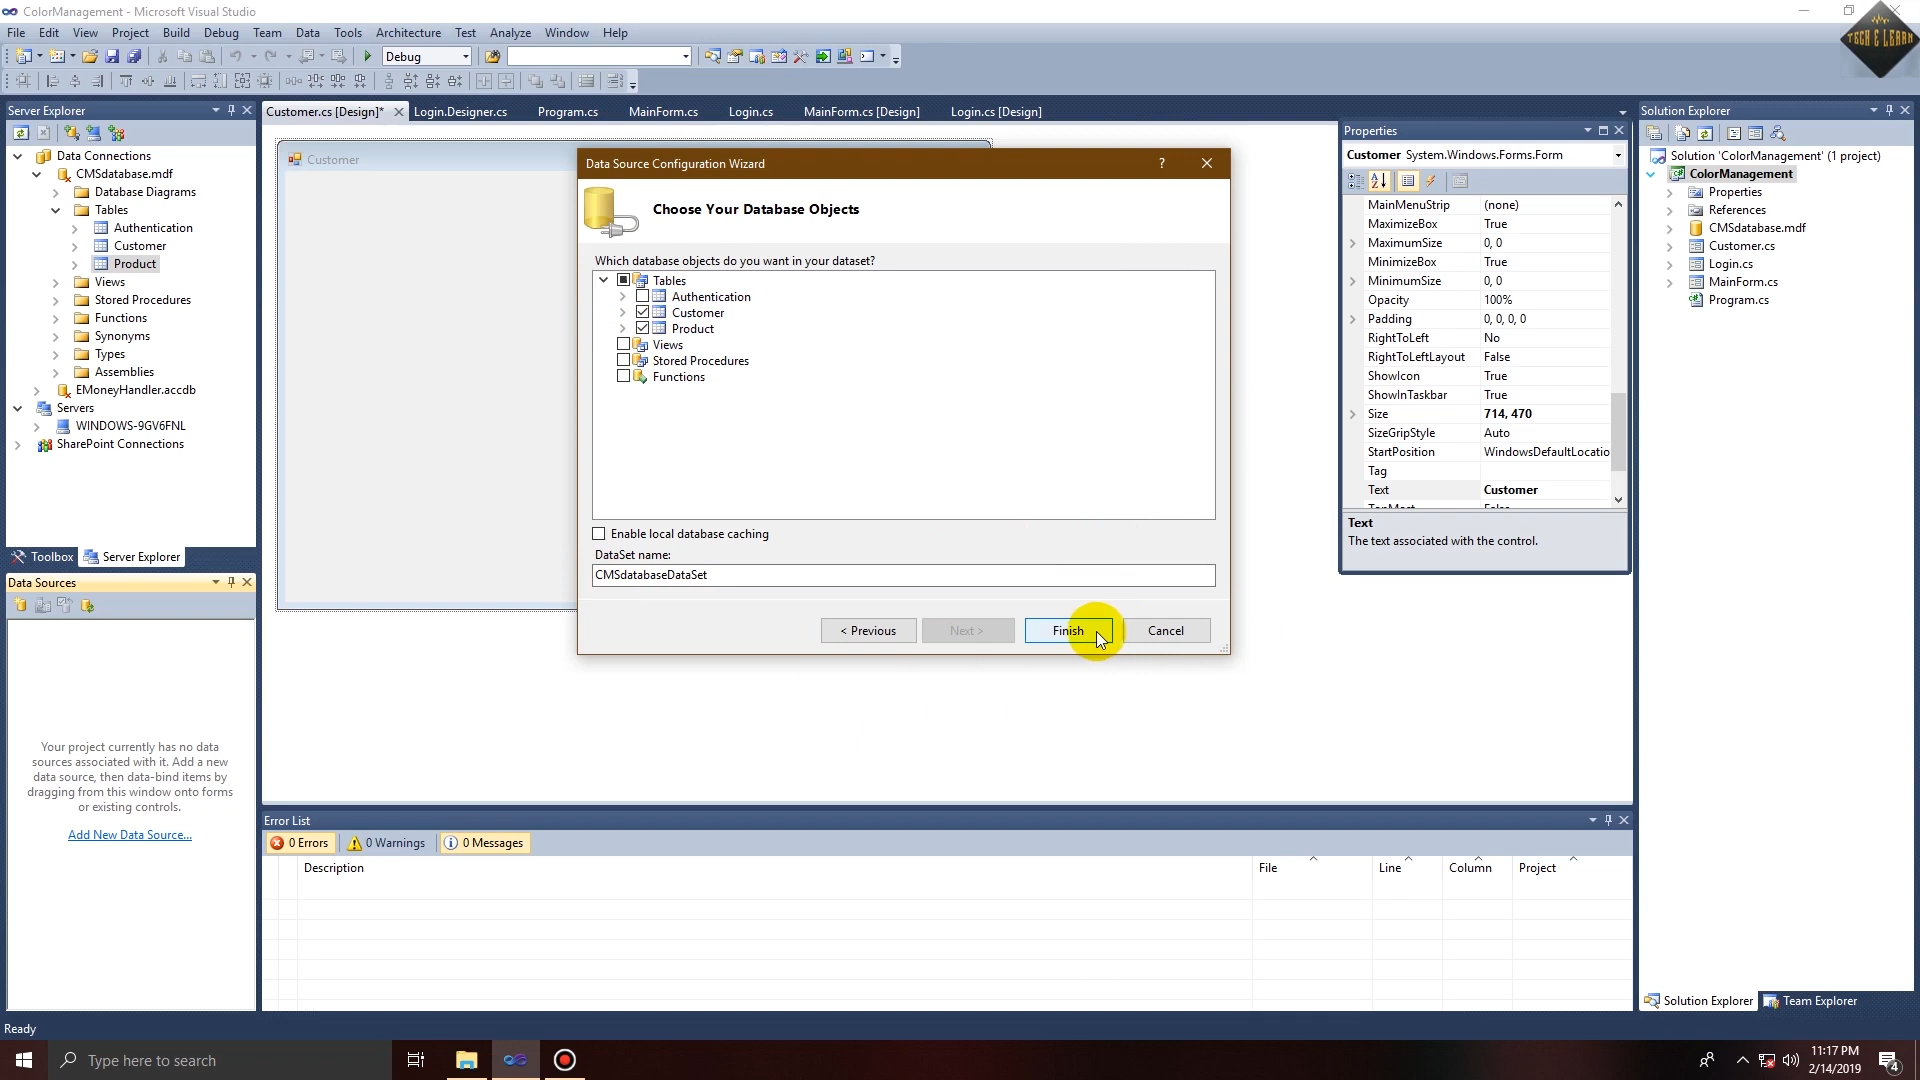 ColorManagement - Microsoft Visual Studio
File Edit View Project Build Debug Team Data Tools Architecture Test Analyze Window Help
TECH E LEARN
Debug
Server Explorer
Data Connections
CMSdatabase.mdf
Database Diagrams
Tables
Authentication
Customer
Product
Views
Stored Procedures
Functions
Synonyms
Types
Assemblies
EMoneyHandler.accdb
Servers
WINDOWS-9GV6FNL
SharePoint Connections
Toolbox Server Explorer
Data Sources
Your project currently has no data
sources associated with it. Add a new
data source, then data-bind items by
dragging from this window onto forms
or existing controls.
Add New Data Source...
Customer.cs [Design]* Login.Designer.cs Program.cs MainForm.cs Login.cs MainForm.cs [Design] Login.cs [Design]
Customer
Data Source Configuration Wizard ?
Choose Your Database Objects
Which database objects do you want in your dataset?
Tables
Authentication
Customer
Product
Views
Stored Procedures
Functions
Enable local database caching
DataSet name:
CMSdatabaseDataSet
< Previous Next > Finish Cancel
Properties
Customer System.Windows.Forms.Form
MainMenuStrip (none)
MaximizeBox True
MaximumSize 0, 0
MinimizeBox True
MinimumSize 0, 0
Opacity 100%
Padding 0, 0, 0, 0
RightToLeft No
RightToLeftLayout False
ShowIcon True
ShowInTaskbar True
Size 714, 470
SizeGripStyle Auto
StartPosition WindowsDefaultLocatio
Tag
Text Customer
Text
The text associated with the control.
Solution Explorer
Solution 'ColorManagement' (1 project)
ColorManagement
Properties
References
CMSdatabase.mdf
Customer.cs
Login.cs
MainForm.cs
Program.cs
Solution Explorer Team Explorer
Error List
0 Errors 0 Warnings 0 Messages
Description File Line Column Project
Ready
Type here to search
11:17 PM
2/14/2019
4